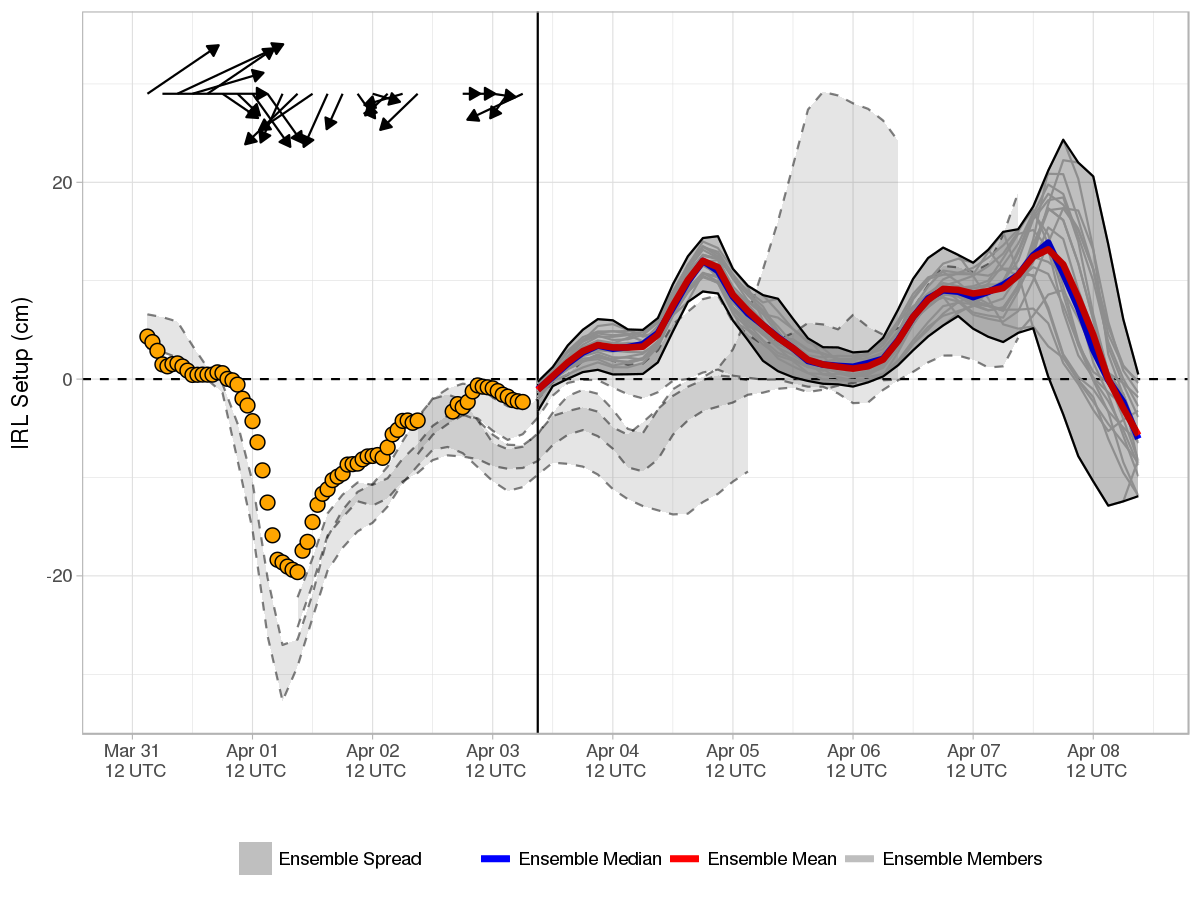 IRL Setup (cm)
20
0
-20
Mar 31 Apr 01 Apr 02 Apr 03 Apr 04 Apr 05 Apr 06 Apr 07 Apr 08
12 UTC 12 UTC 12 UTC 12 UTC 12 UTC 12 UTC 12 UTC 12 UTC 12 UTC
Ensemble Spread Ensemble Median Ensemble Mean Ensemble Members